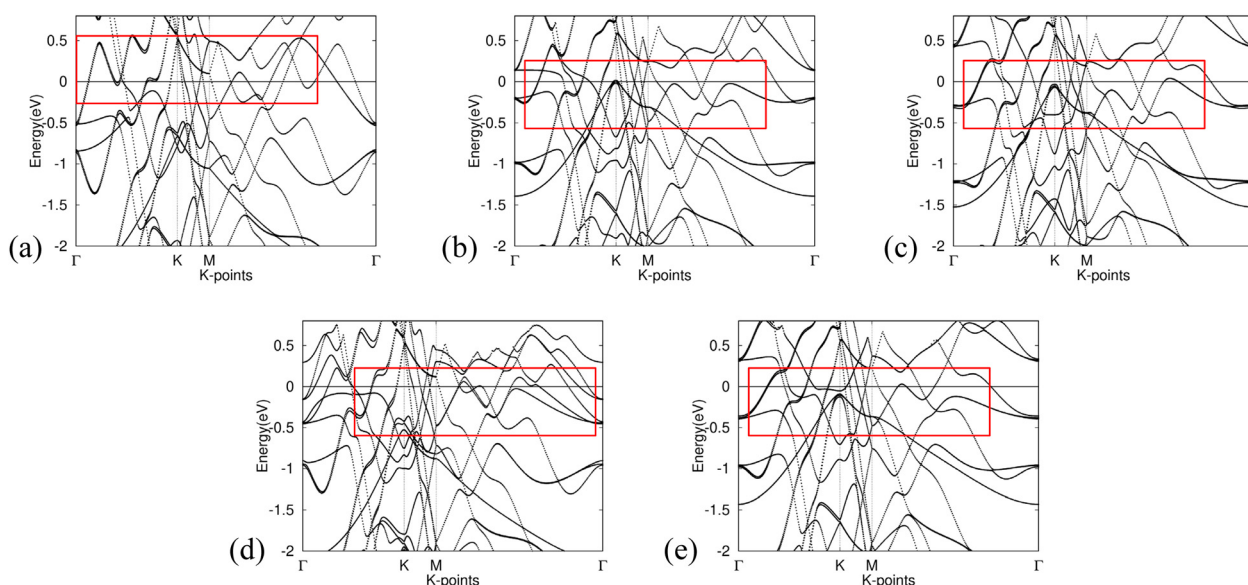 0.5
0
-0.5
-1
-1.5
-2
Energy(eV)
Γ
K
M
Γ
K-points
(a)
0.5
0
-0.5
-1
-1.5
-2
Energy(eV)
Γ
K
M
Γ
K-points
(b)
0.5
0
-0.5
-1
-1.5
-2
Energy(eV)
Γ
K
M
Γ
K-points
(c)
0.5
0
-0.5
-1
-1.5
-2
Energy(eV)
Γ
K
M
Γ
K-points
(d)
0.5
0
-0.5
-1
-1.5
-2
Energy(eV)
Γ
K
M
Γ
K-points
(e)